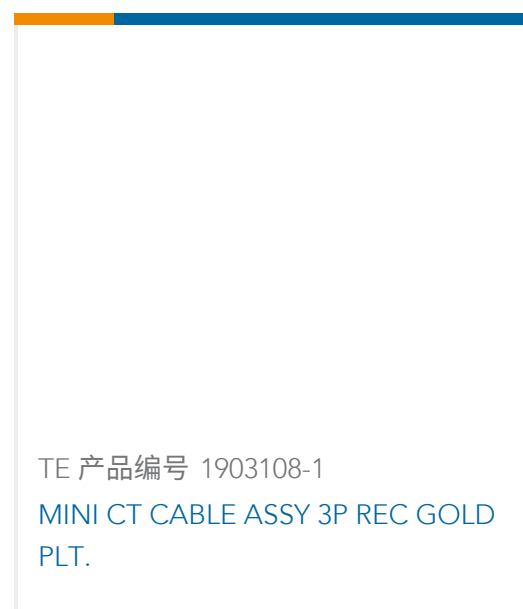 TE 产品编号 1903108-1
MINI CT CABLE ASSY 3P REC GOLD
PLT.